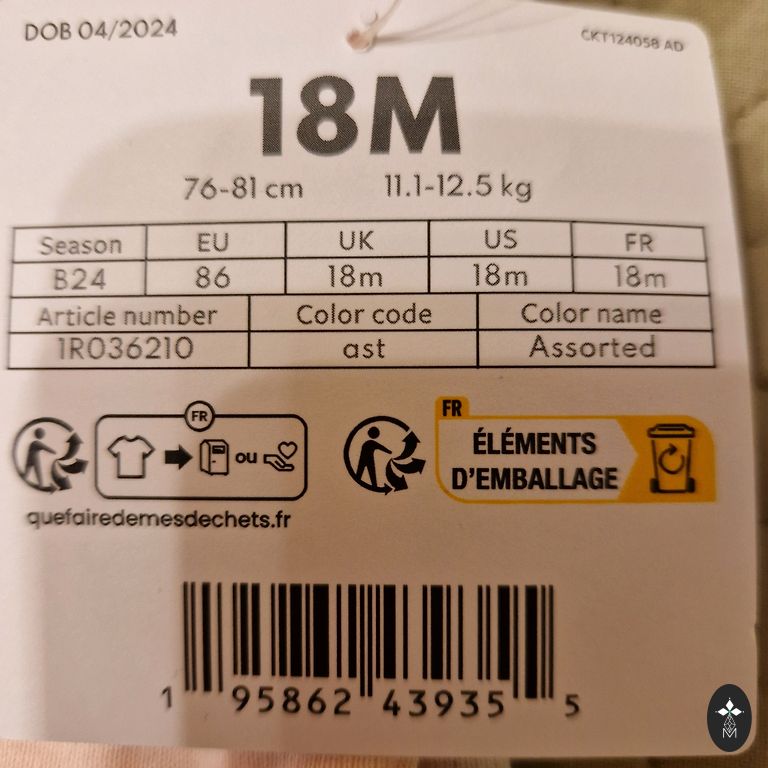 DOB 04/2024 CKT124058 AD
18M
76-81 cm 11.1-12.5 kg
Season EU UK US FR
B24 86 18m 18m 18m
Article number Color code Color name
1R036210 ast Assorted
FR FR
ou ÉLÉMENTS
D'EMBALLAGE
quefairedemesdechets.fr
1 95862 43935 5
M